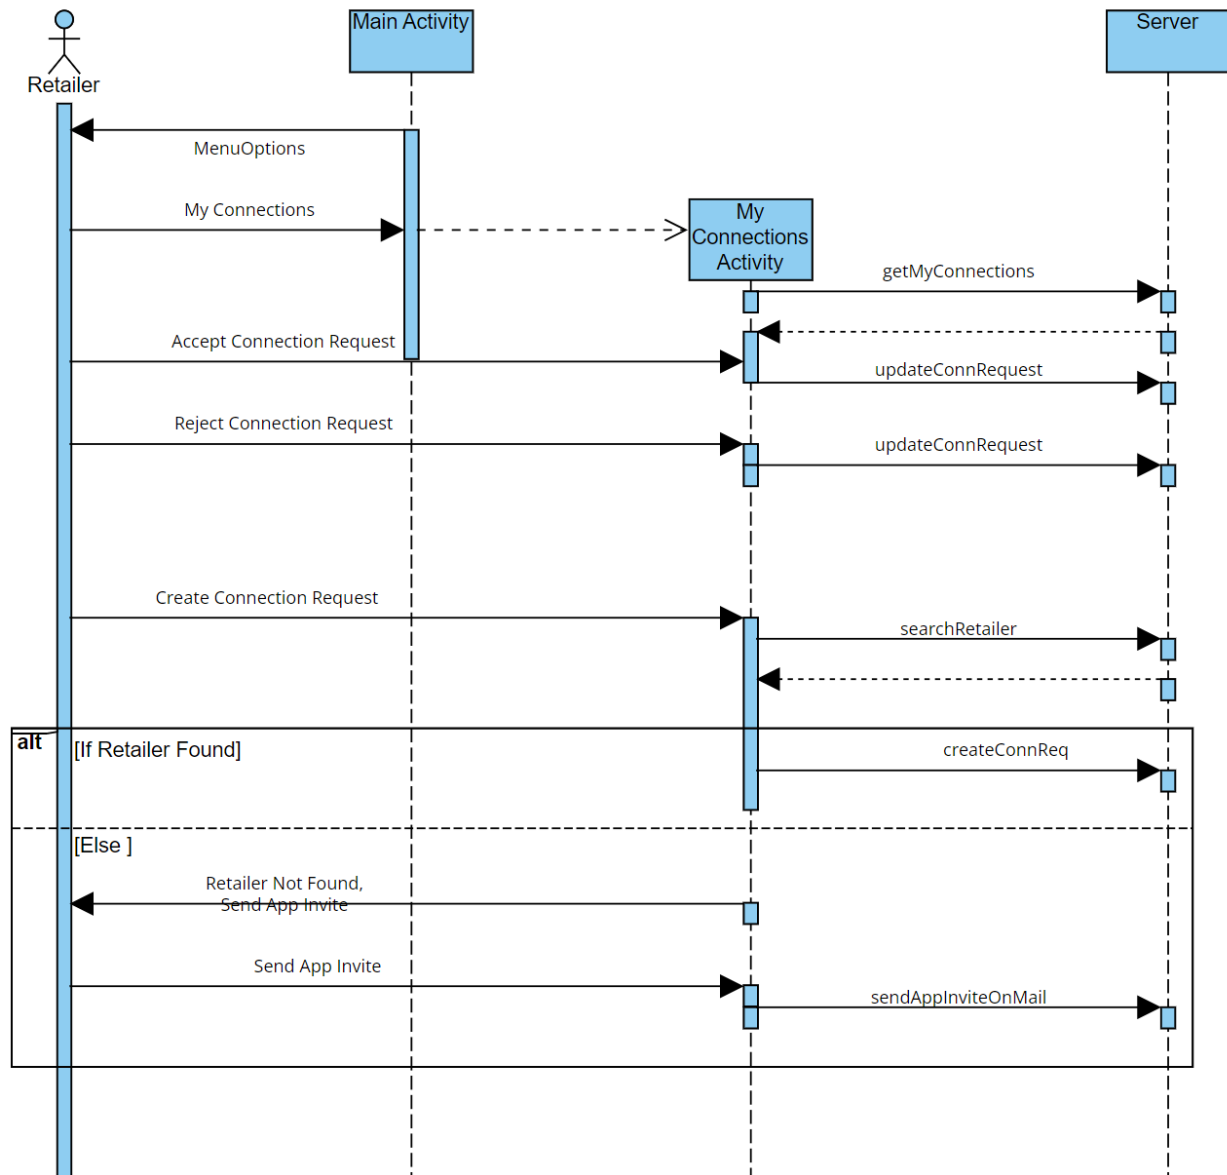 Main Activity
Server
Retailer
MenuOptions
My Connections
My
Connections
Activity
getMyConnections
Accept Connection Request
updateConnRequest
Reject Connection Request
updateConnRequest
Create Connection Request
searchRetailer
alt
[If Retailer Found]
createConnReq
[Else ]
Retailer Not Found,
Send App Invite
Send App Invite
sendAppInviteOnMail